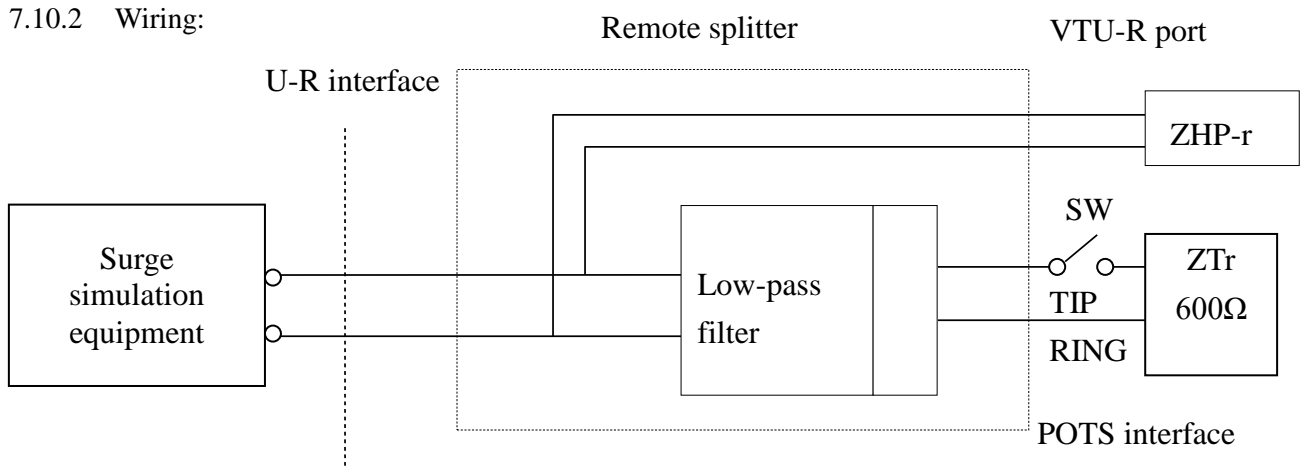 7.10.2 Wiring:
Remote splitter
VTU-R port
U-R interface
ZHP-r
SW
Surge
simulation
equipment
Low-pass
filter
ZTr
600Ω
TIP
RING
POTS interface